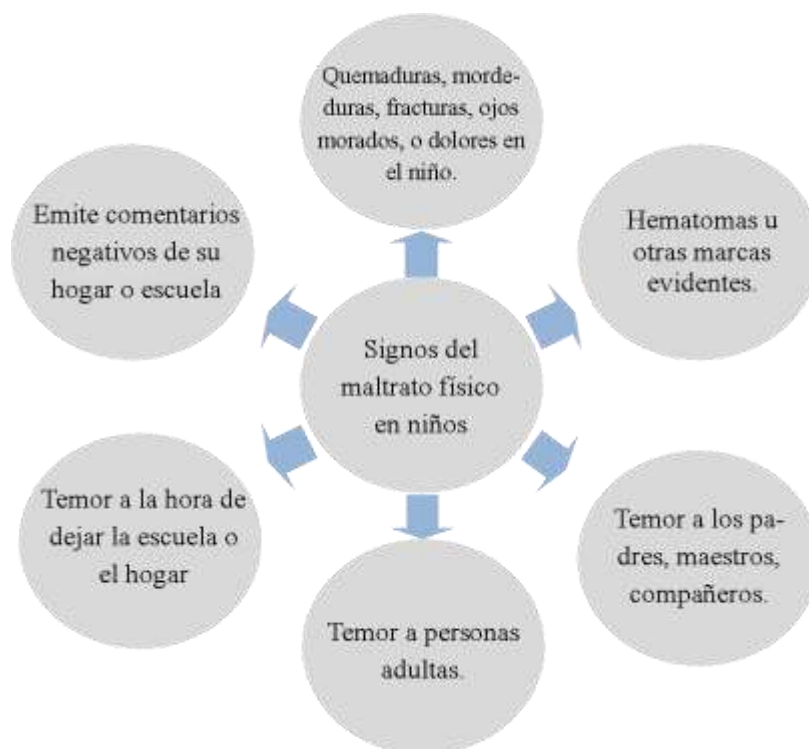 Quemaduras, morde-
duras, fracturas, ojos
morados, o dolores en
el niño.
Emite comentarios
negativos de su
hogar o escuela
Hematomas u
otras marcas
evidentes.
Signos del
maltrato físico
en niños
Temor a la hora de
dejar la escuela o
el hogar
Temor a los pa-
dres, maestros,
compañeros.
Temor a personas
adultas.